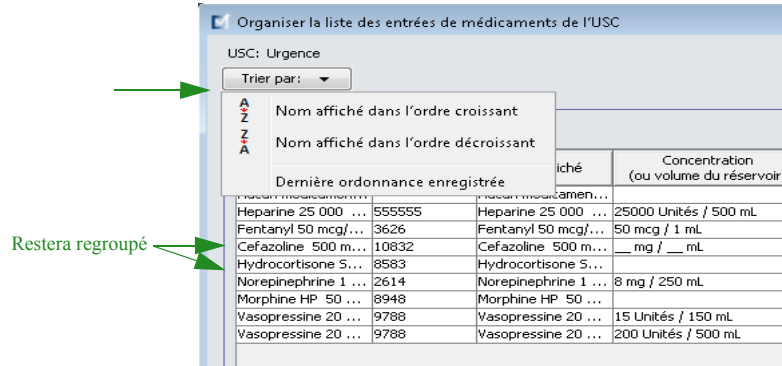 Organiser la liste des entrées de médicaments de l'USC
USC: Urgence
Trier par:
A Z Nom affiché dans l'ordre croissant
Z A Nom affiché dans l'ordre décroissant
Dernière ordonnance enregistrée
iché Concentration
(ou volume du réservoir
Heparine 25 000 ... 555555 Heparine 25 000 ... 25000 Unités / 500 mL
Fentanyl 50 mcg/... 3626 Fentanyl 50 mcg/... 50 mcg / 1 mL
Restera regroupé Cefazoline 500 m... 10832 Cefazoline 500 m... __ mg / __ mL
Hydrocortisone S... 8583 Hydrocortisone S...
Norepinephrine 1 ... 2614 Norepinephrine 1 ... 8 mg / 250 mL
Morphine HP 50 ... 8948 Morphine HP 50 ...
Vasopressine 20 ... 9788 Vasopressine 20 ... 15 Unités / 150 mL
Vasopressine 20 ... 9788 Vasopressine 20 ... 200 Unités / 500 mL